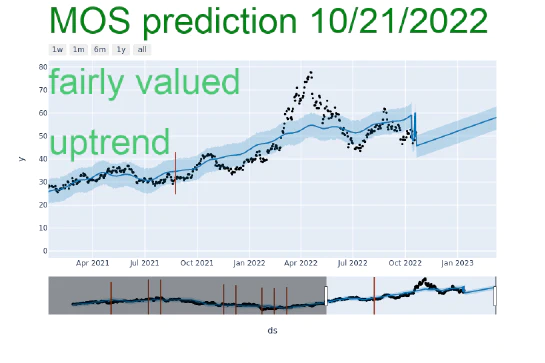 MOS prediction 10/21/2022
1w 1m 6m 1y all
fairly valued
uptrend
80
70
60
50
40
30
20
10
0
y
Apr 2021 Jul 2021 Oct 2021 Jan 2022 Apr 2022 Jul 2022 Oct 2022 Jan 2023
ds